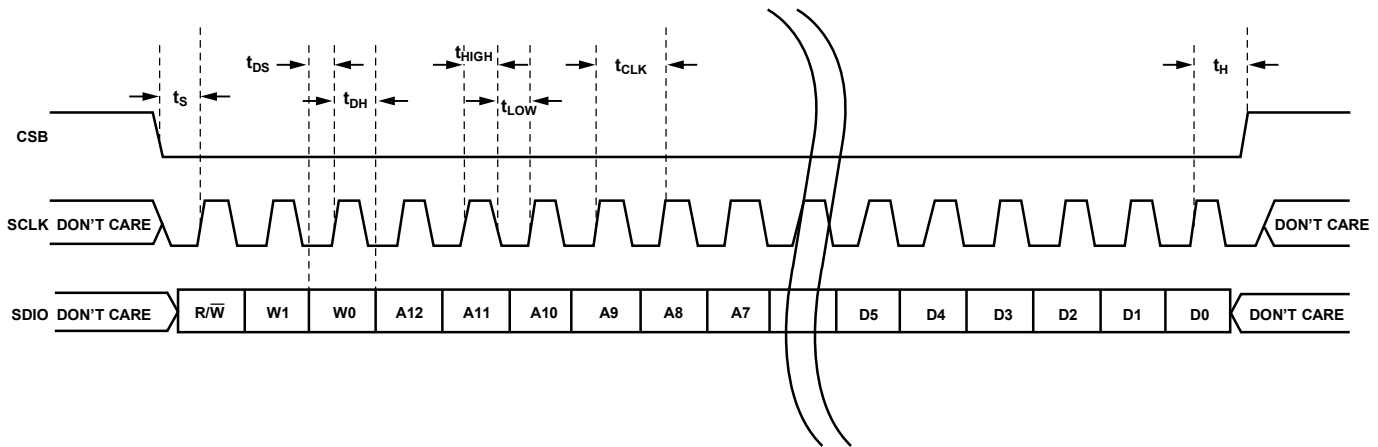 tDS
tHIGH
tCLK
tH
tS
tDH
tLOW
CSB
SCLK DON'T CARE
DON'T CARE
SDIO DON'T CARE R/W̅ W1 W0 A12 A11 A10 A9 A8 A7 D5 D4 D3 D2 D1 D0 DON'T CARE